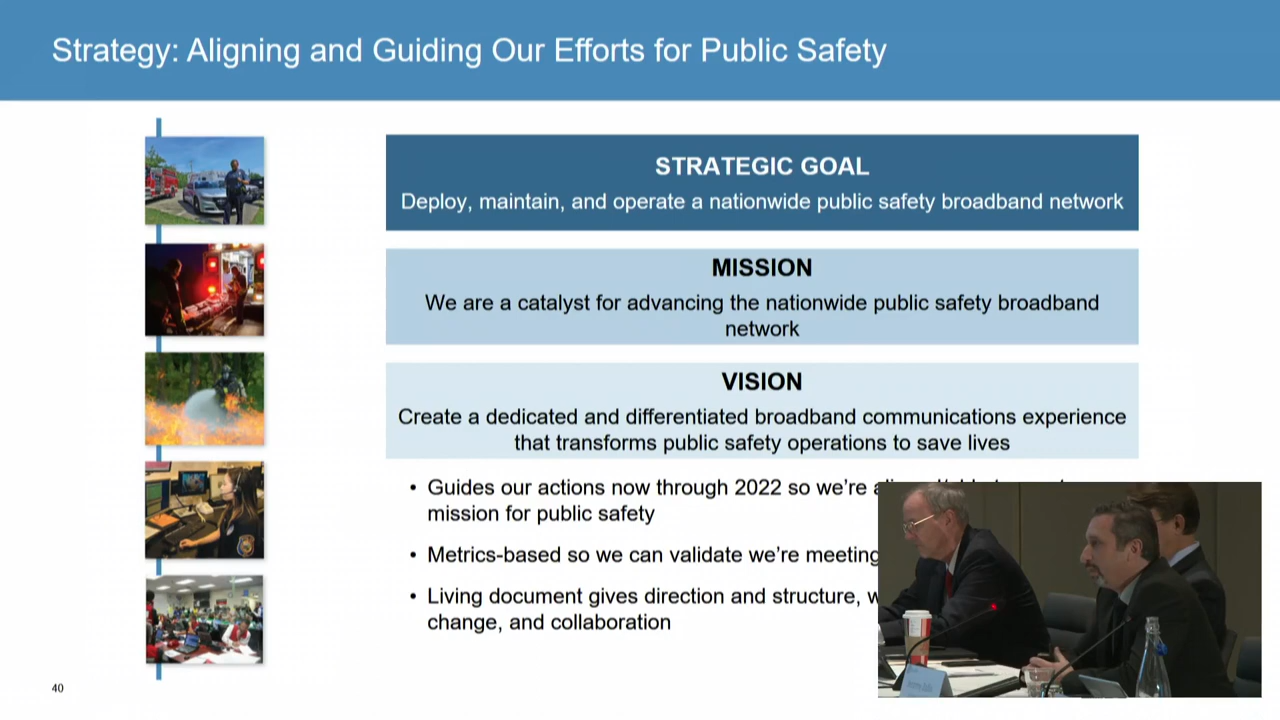 Strategy: Aligning and Guiding Our Efforts for Public Safety
STRATEGIC GOAL
Deploy, maintain, and operate a nationwide public safety broadband network
MISSION
We are a catalyst for advancing the nationwide public safety broadband
network
VISION
Create a dedicated and differentiated broadband communications experience
that transforms public safety operations to save lives
• Guides our actions now through 2022 so we’re
mission for public safety
• Metrics-based so we can validate we’re meeting
• Living document gives direction and structure,
change, and collaboration
40